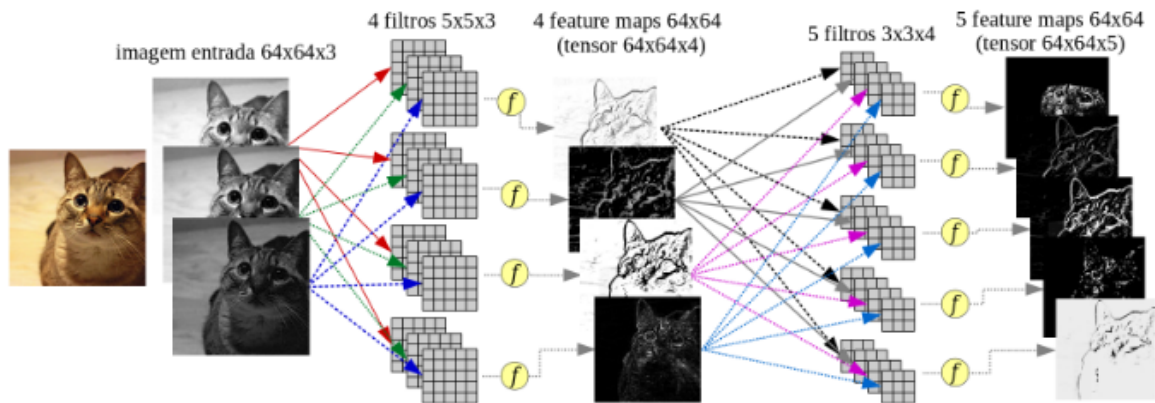 imagem entrada 64x64x3
4 filtros 5x5x3
4 feature maps 64x64
(tensor 64x64x4)
5 filtros 3x3x4
5 feature maps 64x64
(tensor 64x64x5)
f
f
f
f
f
f
f
f
f